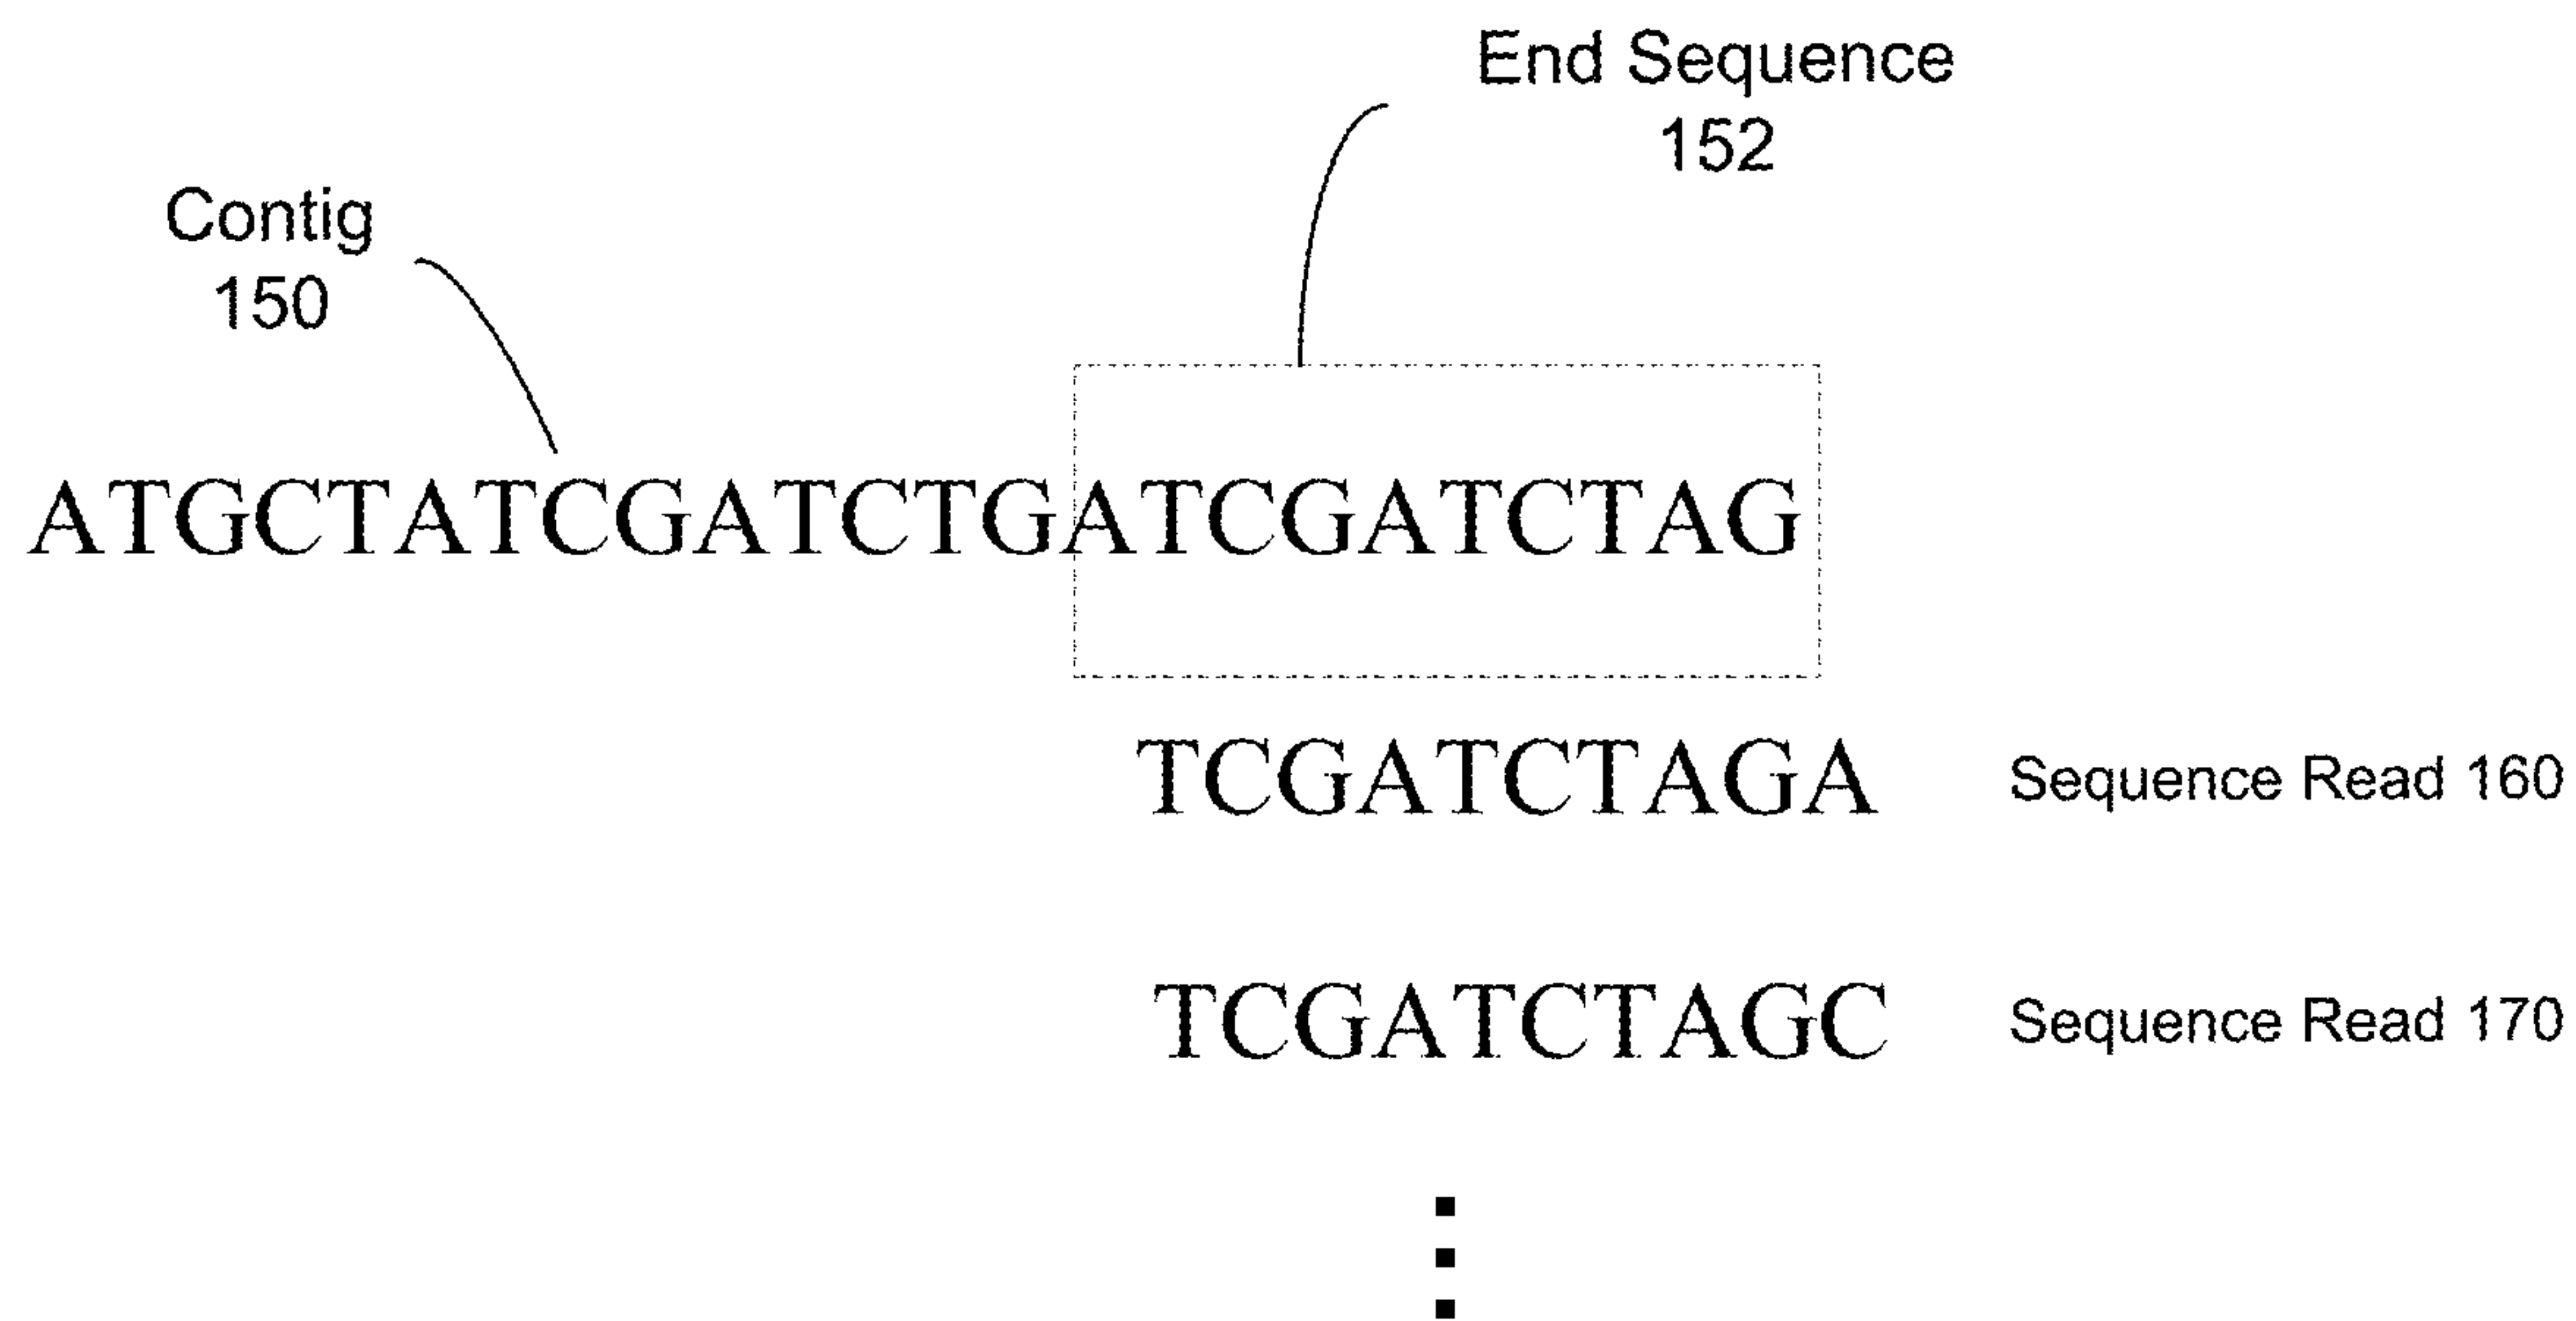 End Sequence
152
Contig
150
ATGCTATCGATCTGATCGATCTAG
TCGATCTAGA
Sequence Read 160
TCGATCTAGC
Sequence Read 170